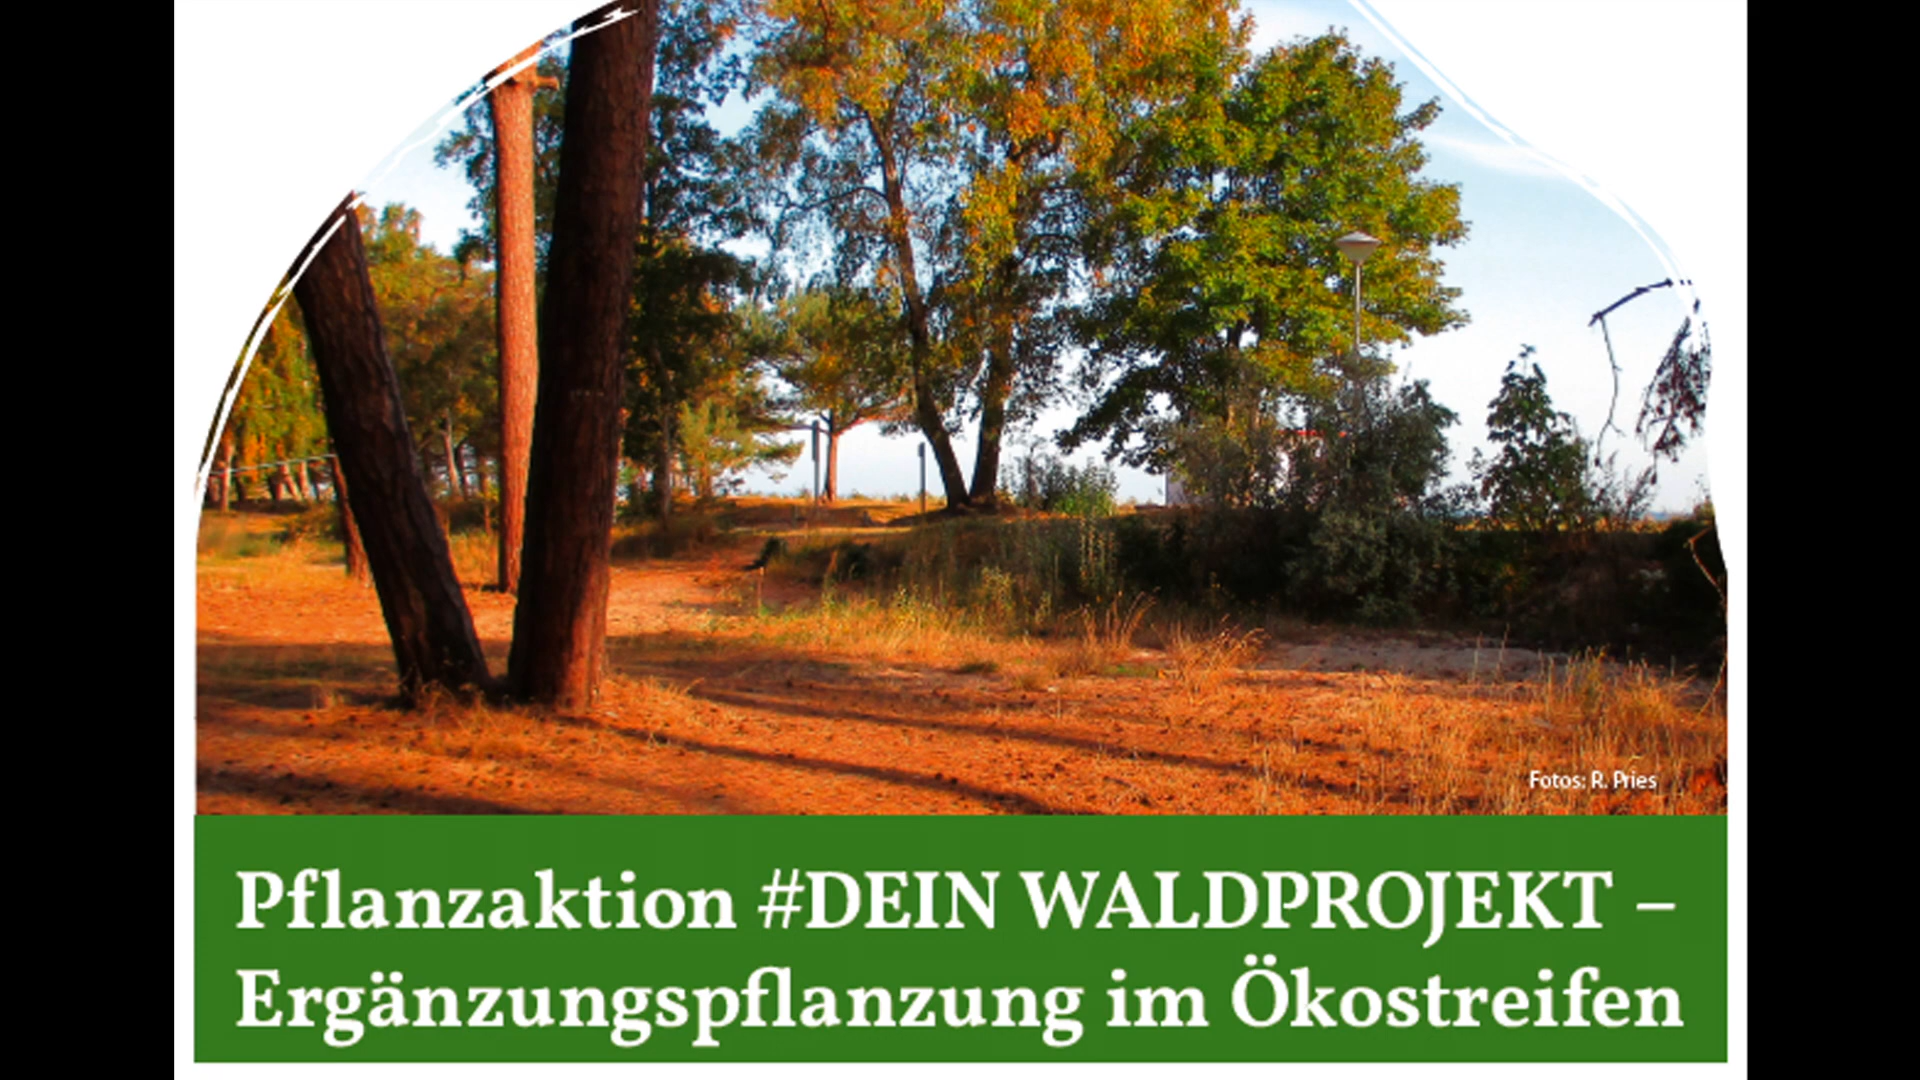 Fotos: R. Pries
Pflanzaktion #DEIN WALDPROJEKT –
Ergänzungspflanzung im Ökostreifen